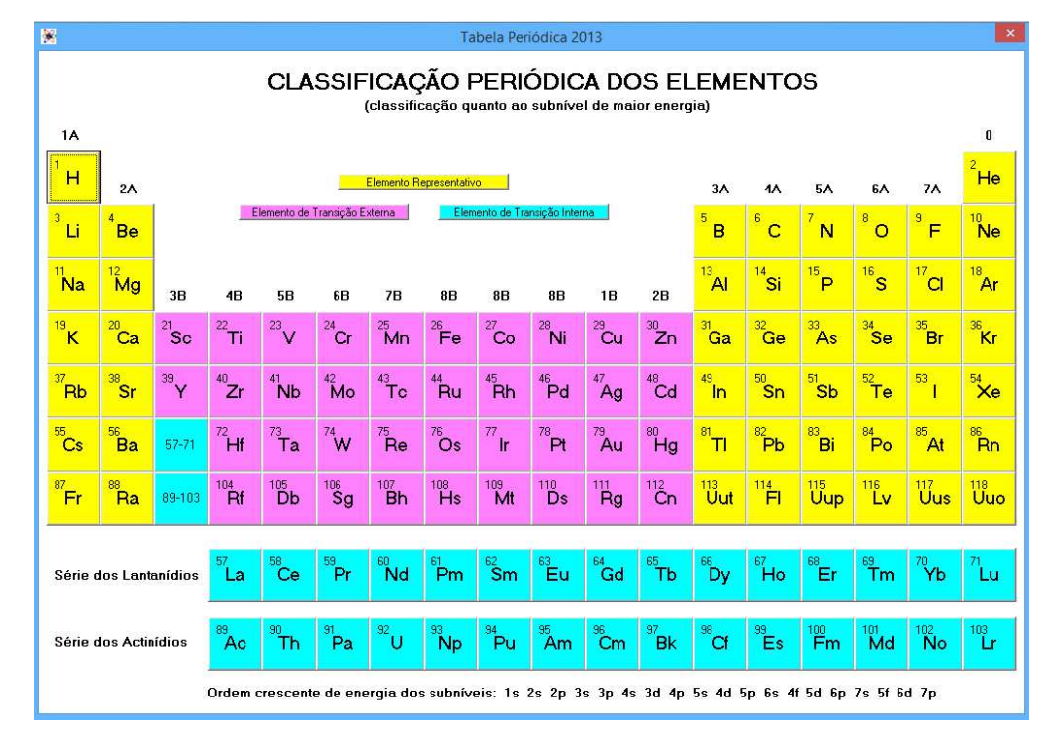 Tabela Periódica 2013
CLASSIFICAÇÃO PERIÓDICA DOS ELEMENTOS
(classificação quanto ao subnível de maior energia)
1A 0
1 H 2A Elemento Representativo 3A 4A 5A 6A 7A 2 He
Elemento de Transição Externa Elemento de Transição Interna
3 Li 4 Be 5 B 6 C 7 N 8 O 9 F 10 Ne
11 Na 12 Mg 3B 4B 5B 6B 7B 8B 8B 8B 1B 2B 13 Al 14 Si 15 P 16 S 17 Cl 18 Ar
19 K 20 Ca 21 Sc 22 Ti 23 V 24 Cr 25 Mn 26 Fe 27 Co 28 Ni 29 Cu 30 Zn 31 Ga 32 Ge 33 As 34 Se 35 Br 36 Kr
37 Rb 38 Sr 39 Y 40 Zr 41 Nb 42 Mo 43 Tc 44 Ru 45 Rh 46 Pd 47 Ag 48 Cd 49 In 50 Sn 51 Sb 52 Te 53 I 54 Xe
55 Cs 56 Ba 57-71 72 Hf 73 Ta 74 W 75 Re 76 Os 77 Ir 78 Pt 79 Au 80 Hg 81 Tl 82 Pb 83 Bi 84 Po 85 At 86 Rn
87 Fr 88 Ra 89-103 104 Rf 105 Db 106 Sg 107 Bh 108 Hs 109 Mt 110 Ds 111 Rg 112 Cn 113 Uut 114 Fl 115 Uup 116 Lv 117 Uus 118 Uuo
Série dos Lantanídios 57 La 58 Ce 59 Pr 60 Nd 61 Pm 62 Sm 63 Eu 64 Gd 65 Tb 66 Dy 67 Ho 68 Er 69 Tm 70 Yb 71 Lu
Série dos Actinídios 89 Ac 90 Th 91 Pa 92 U 93 Np 94 Pu 95 Am 96 Cm 97 Bk 98 Cf 99 Es 100 Fm 101 Md 102 No 103 Lr
Ordem crescente de energia dos subníveis: 1s 2s 2p 3s 3p 4s 3d 4p 5s 4d 5p 6s 4f 5d 6p 7s 5f 6d 7p